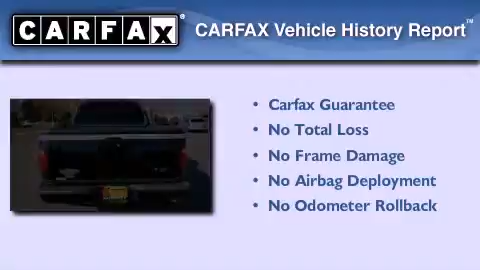 CARFAX® CARFAX Vehicle History Report™
• Carfax Guarantee
• No Total Loss
• No Frame Damage
• No Airbag Deployment
• No Odometer Rollback